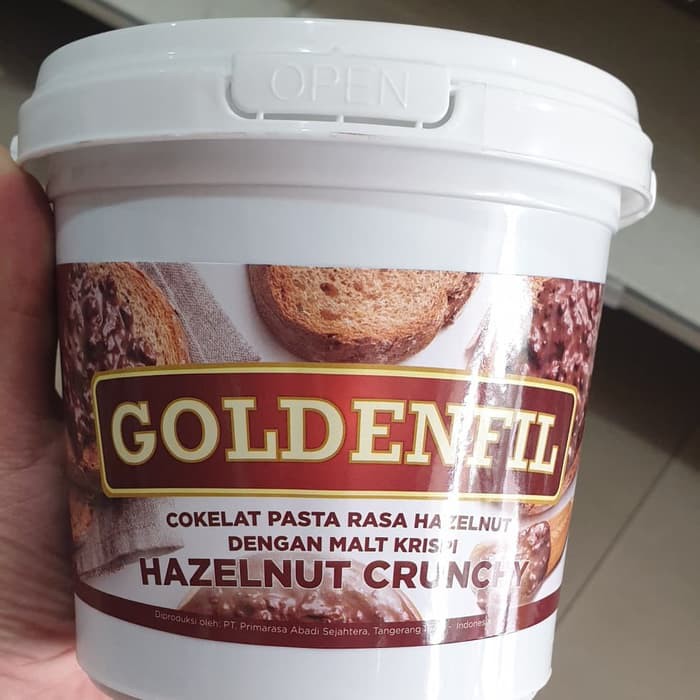 OPEN
GOLDENFIL
COKELAT PASTA RASA HAZELNUT
DENGAN MALT KRISPI
HAZELNUT CRUNCHY
Diproduksi oleh: PT. Primarasa Abadi Sejahtera, Tangerang - Indonesia